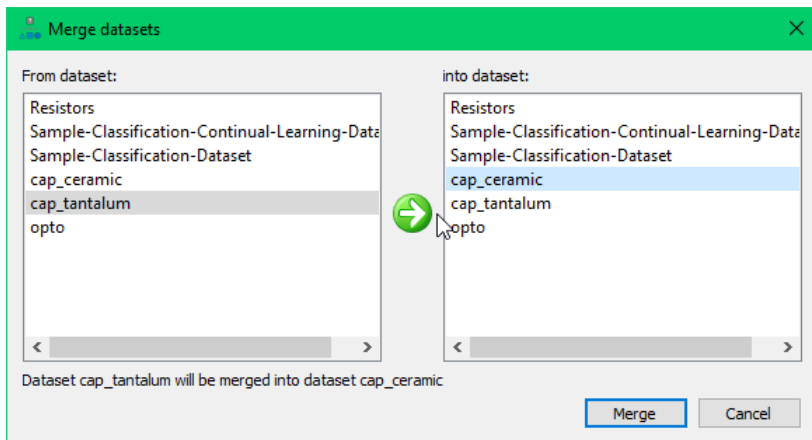 Merge datasets
From dataset:
Resistors
Sample-Classification-Continual-Learning-Data
Sample-Classification-Dataset
cap_ceramic
cap_tantalum
opto
into dataset:
Resistors
Sample-Classification-Continual-Learning-Data
Sample-Classification-Dataset
cap_ceramic
cap_tantalum
opto
Dataset cap_tantalum will be merged into dataset cap_ceramic
Merge
Cancel